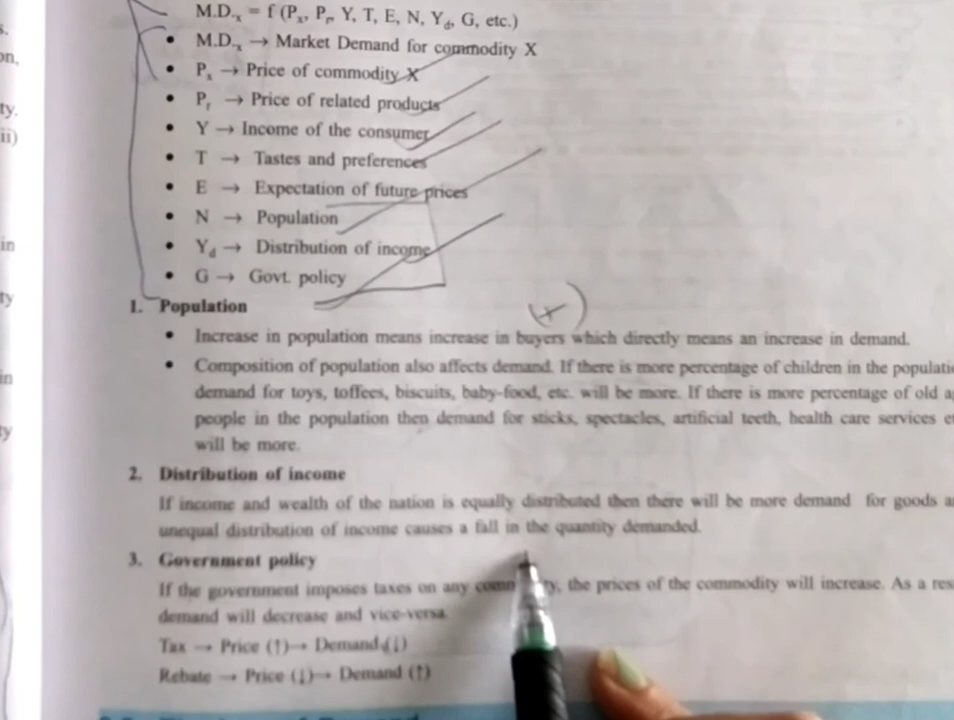 M.D.x = f (Px, Pr, Y, T, E, N, Yd, G, etc.)
• M.D.x → Market Demand for commodity X
• Px → Price of commodity X
• Pr → Price of related products
• Y → Income of the consumer
• T → Tastes and preferences
• E → Expectation of future prices
• N → Population
• Yd → Distribution of income
• G → Govt. policy
1. Population
(+)
• Increase in population means increase in buyers which directly means an increase in demand.
• Composition of population also affects demand. If there is more percentage of children in the populati
demand for toys, toffees, biscuits, baby-food, etc. will be more. If there is more percentage of old a
people in the population then demand for sticks, spectacles, artificial teeth, health care services e
will be more.
2. Distribution of income
If income and wealth of the nation is equally distributed then there will be more demand for goods a
unequal distribution of income causes a fall in the quantity demanded.
3. Government policy
If the government imposes taxes on any comm ty, the prices of the commodity will increase. As a res
demand will decrease and vice-versa.
Tax → Price (↑)→ Demand (↓)
Rebate → Price (↓)→ Demand (↑)